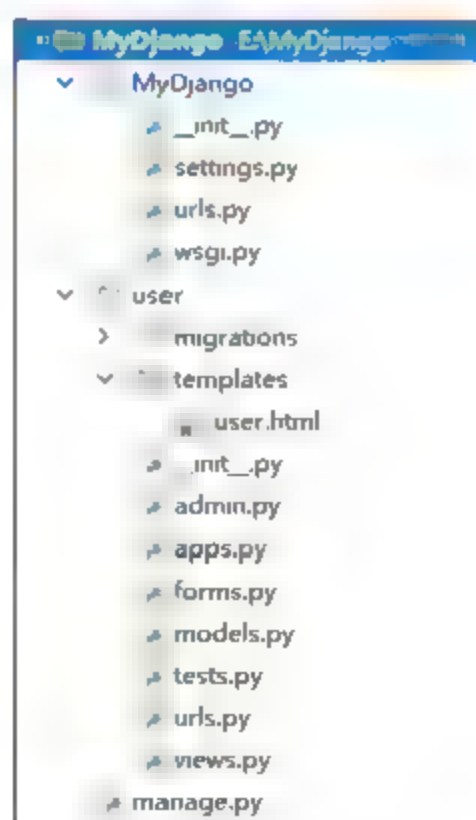 MyDjango E:\MyDjango
MyDjango
__init__.py
settings.py
urls.py
wsgi.py
user
migrations
templates
user.html
__init__.py
admin.py
apps.py
forms.py
models.py
tests.py
urls.py
views.py
manage.py